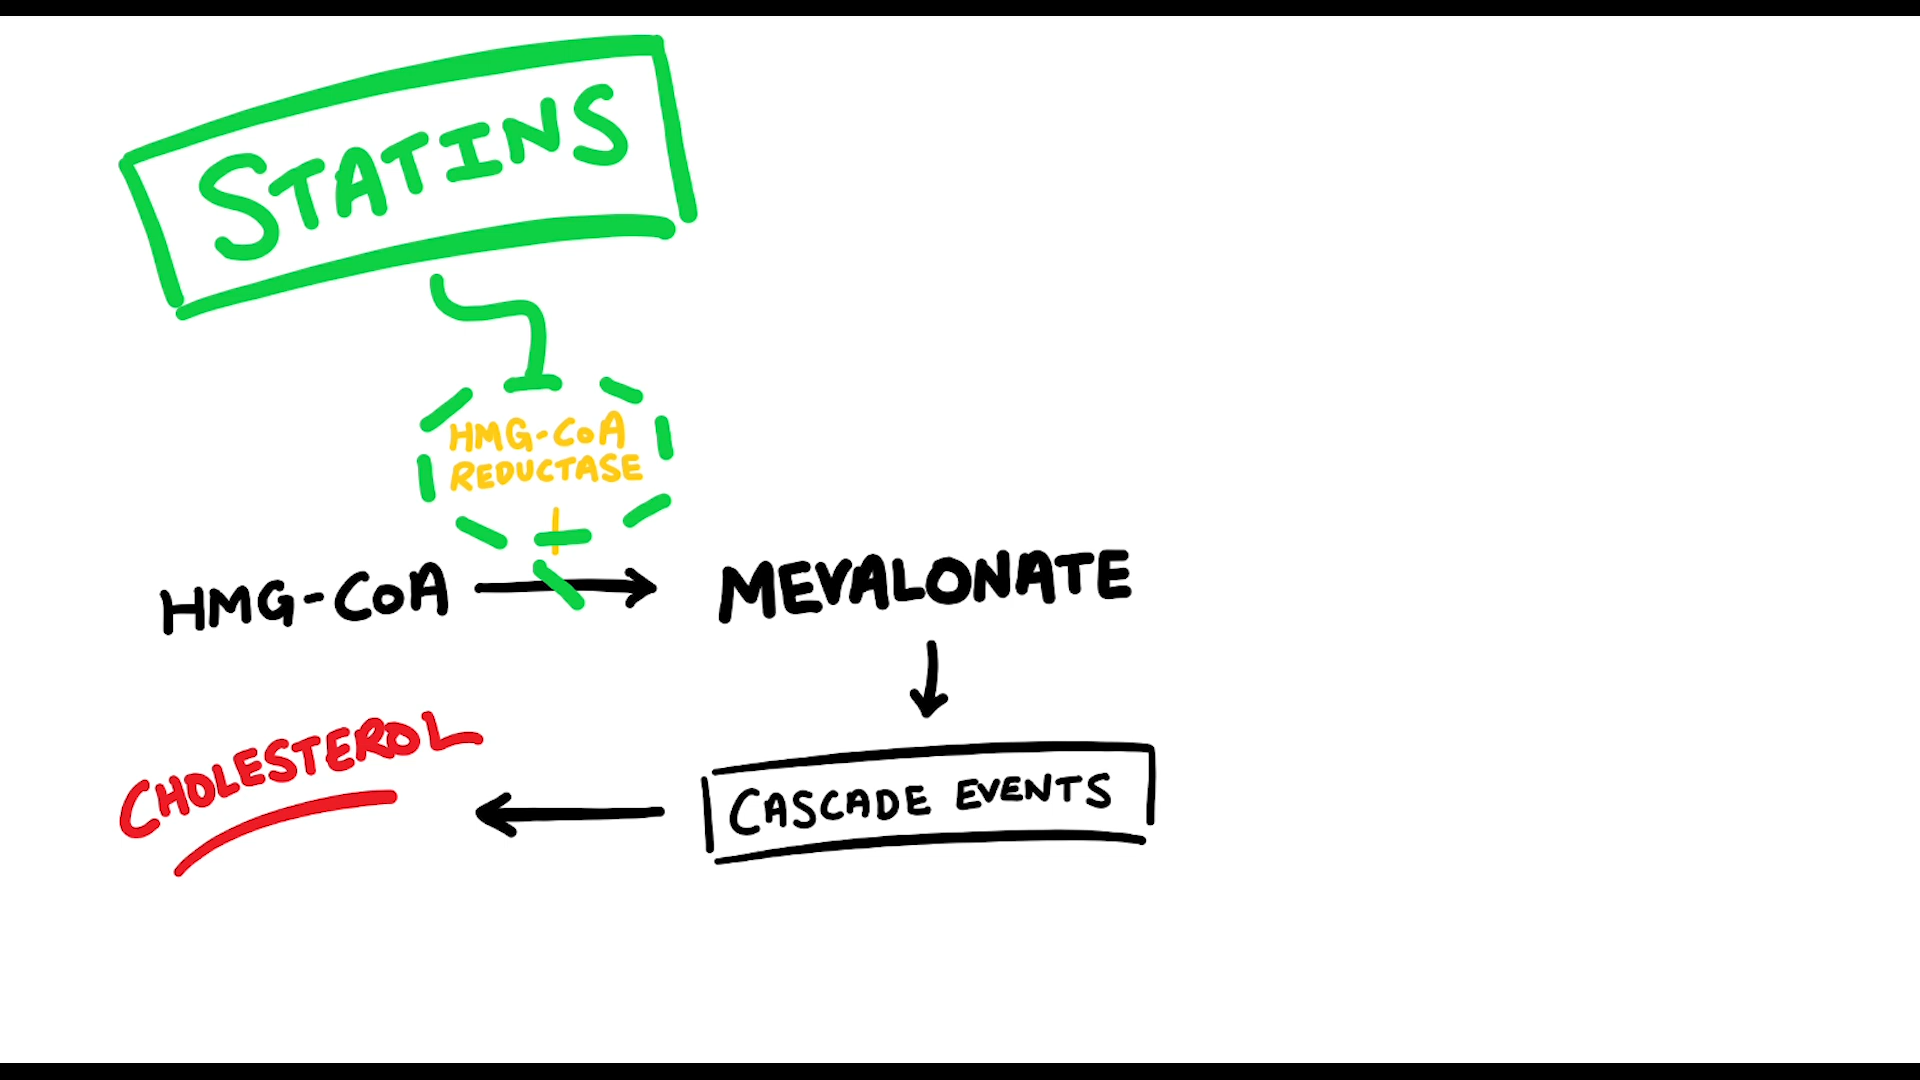 STATINS
HMG-CoA
REDUCTASE
HMG-CoA
MEVALONATE
CHOLESTEROL
CASCADE EVENTS